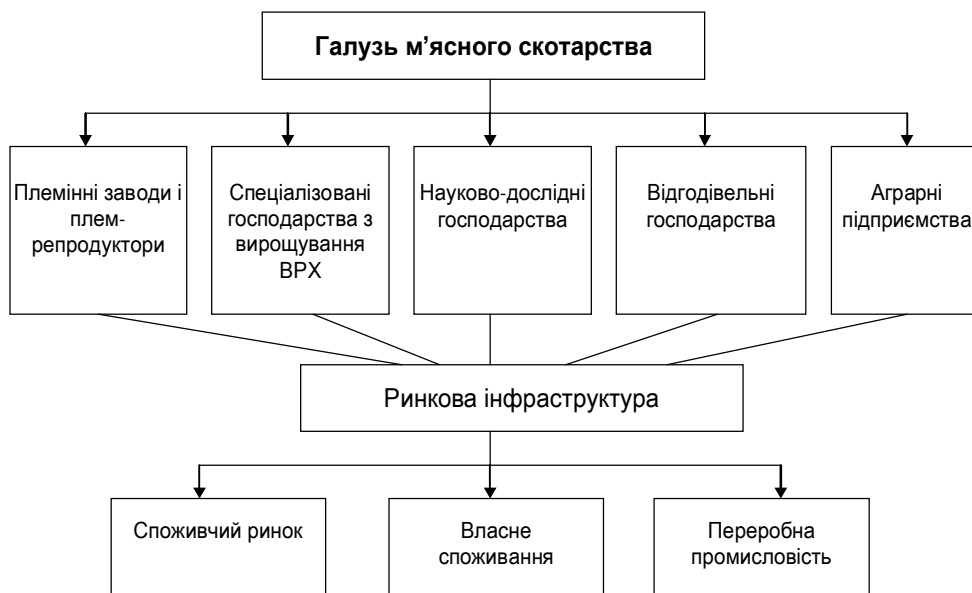 Галузь м’ясного скотарства
Племінні заводи і
плем-
репродуктори
Спеціалізовані
господарства з
вирощування
ВРХ
Науково-дослідні
господарства
Відгодівельні
господарства
Аграрні
підприємства
Ринкова інфраструктура
Споживчий ринок
Власне
споживання
Переробна
промисловість